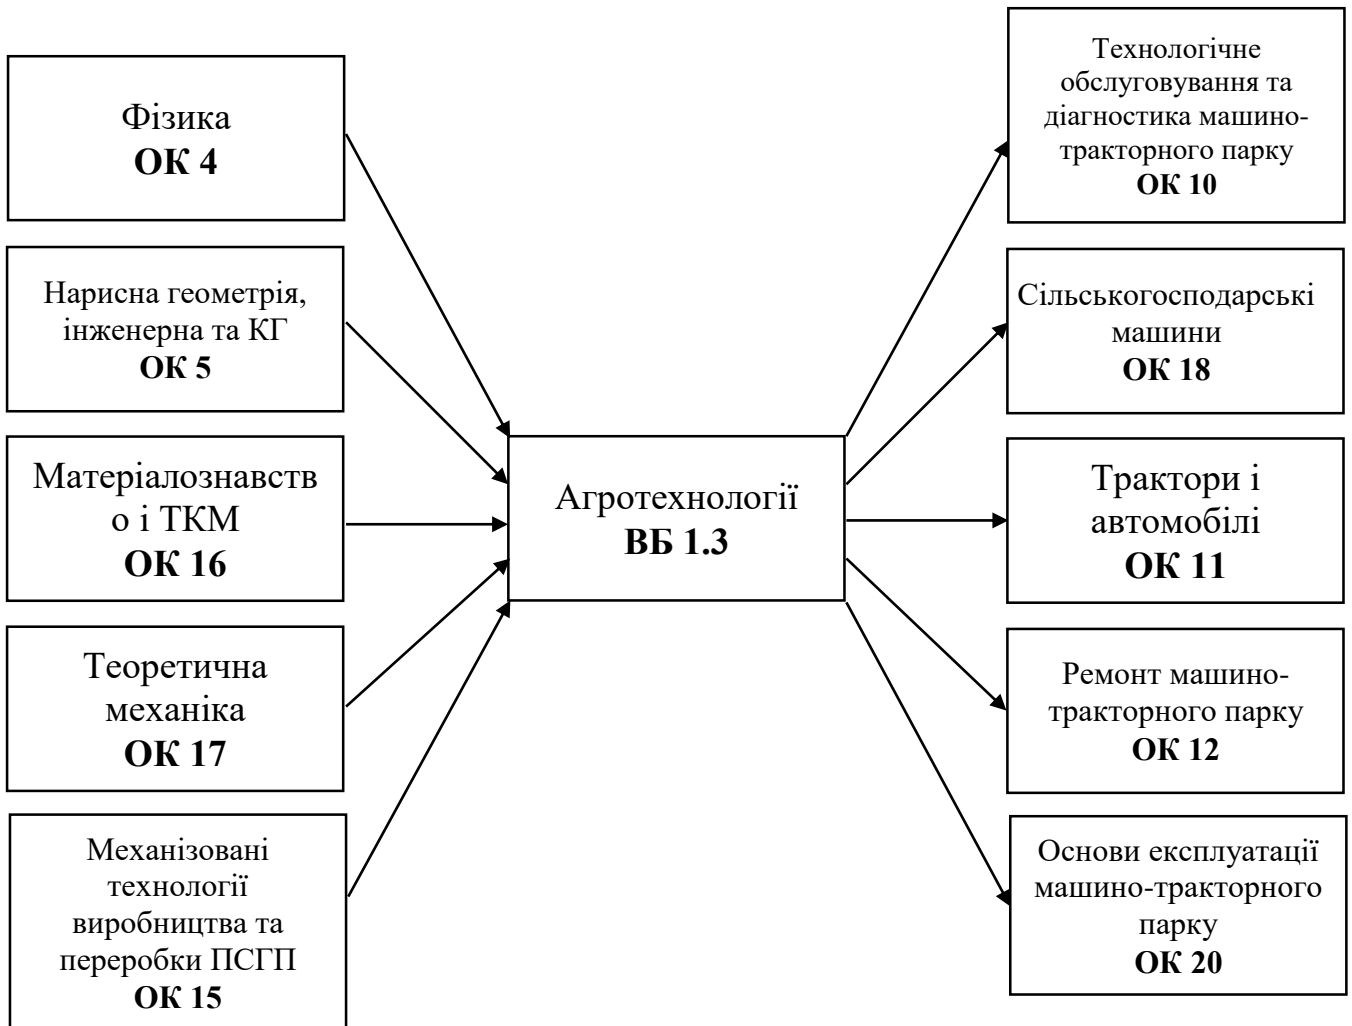 Фізика
ОК 4
Нарисна геометрія,
інженерна та КГ
ОК 5
Матеріалознавств
о і ТКМ
ОК 16
Теоретична
механіка
ОК 17
Механізовані
технології
виробництва та
переробки ПСГП
ОК 15
Агротехнології
ВБ 1.3
Технологічне
обслуговування та
діагностика машино-
тракторного парку
ОК 10
Сільськогосподарські
машини
ОК 18
Трактори і
автомобілі
ОК 11
Ремонт машино-
тракторного парку
ОК 12
Основи експлуатації
машино-тракторного
парку
ОК 20